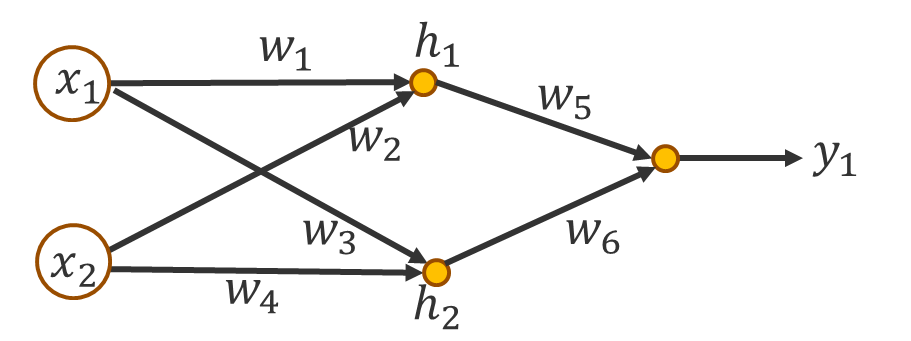 w₁
h₁
x₁
w₅
w₂
y₁
w₃
w₆
x₂
w₄
h₂